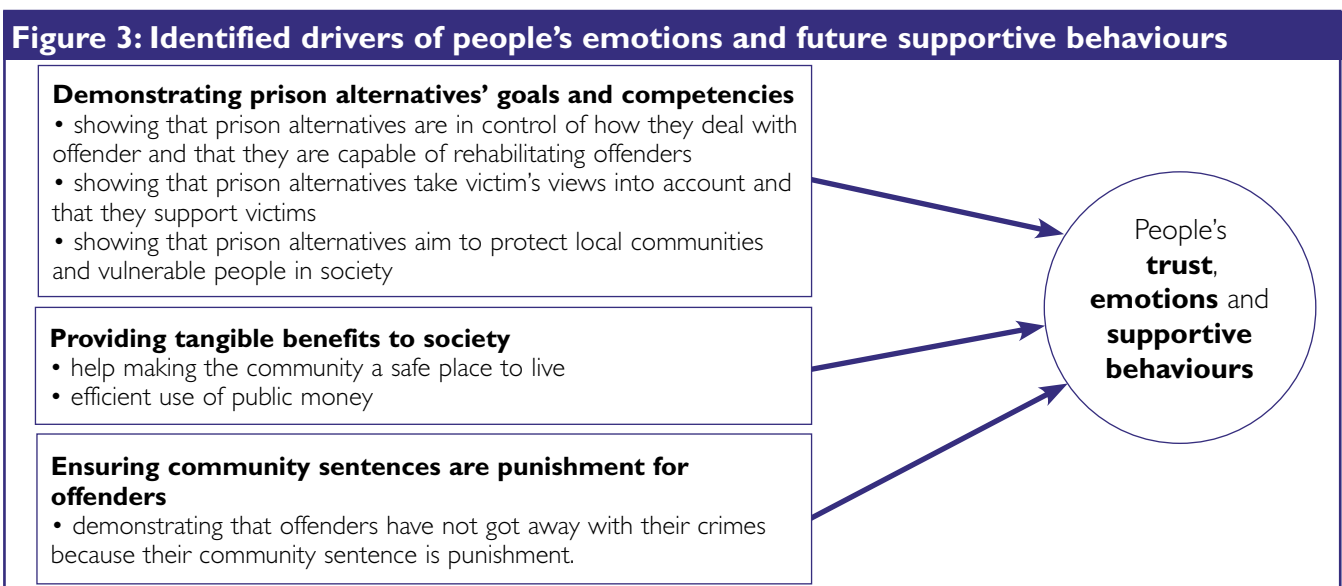 Figure 3: Identified drivers of people's emotions and future supportive behaviours
Demonstrating prison alternatives' goals and competencies
• showing that prison alternatives are in control of how they deal with
offender and that they are capable of rehabilitating offenders
• showing that prison alternatives take victim's views into account and
that they support victims
• showing that prison alternatives aim to protect local communities
and vulnerable people in society
Providing tangible benefits to society
• help making the community a safe place to live
• efficient use of public money
Ensuring community sentences are punishment for
offenders
• demonstrating that offenders have not got away with their crimes
because their community sentence is punishment.
People's
trust,
emotions and
supportive
behaviours